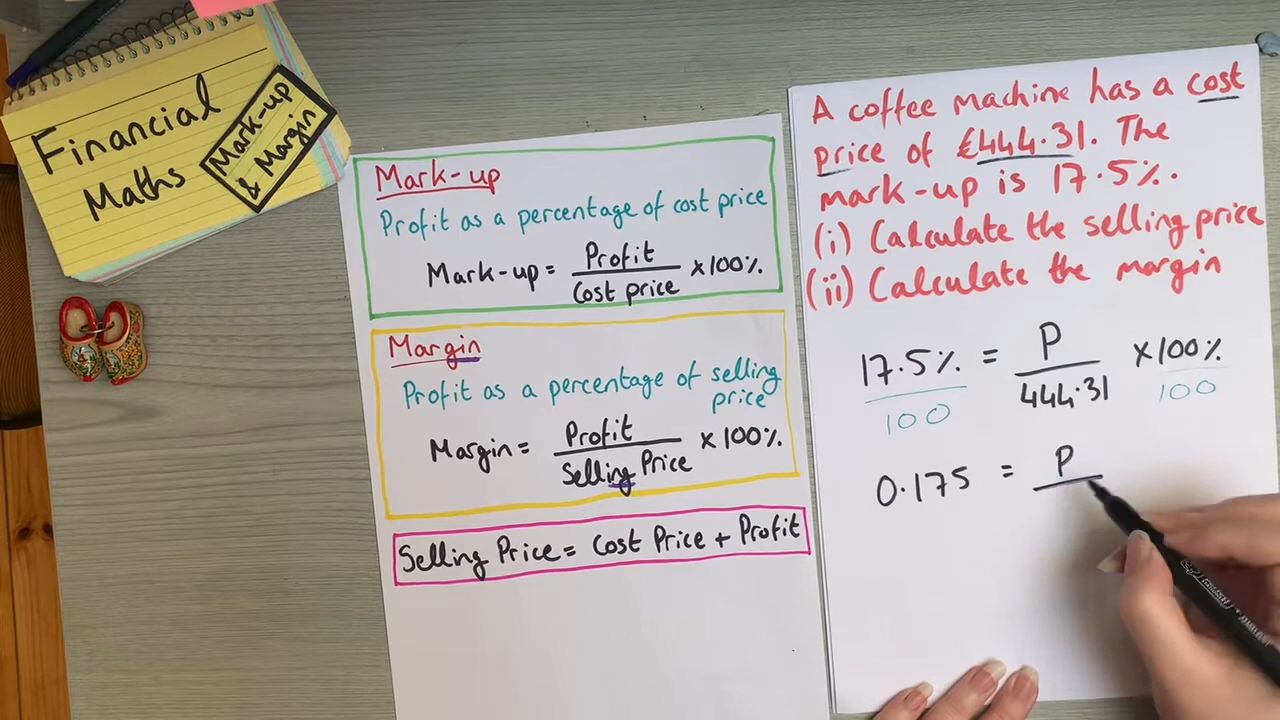 Financial
Maths
Mark-up
& Margin
Mark-up
Profit as a percentage of cost price
Mark-up = Profit / Cost price × 100%.
Margin
Profit as a percentage of selling
price
Margin = Profit / Selling Price × 100%.
Selling Price = Cost Price + Profit
A coffee machine has a cost
price of €444.31. The
mark-up is 17.5%.
(i) Calculate the selling price
(ii) Calculate the margin
17.5% / 100 = P / 444.31 × 100% / 100
0.175 = P